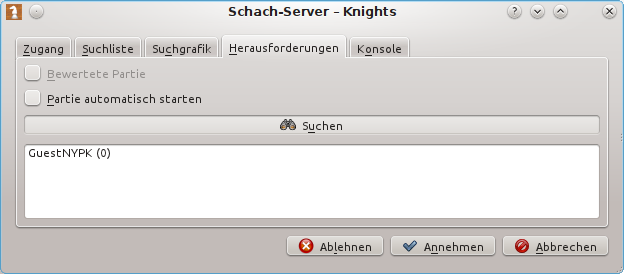 Schach-Server – Knights
Zugang Suchliste Suchgrafik Herausforderungen Konsole
Bewertete Partie
Partie automatisch starten
Suchen
GuestNYPK (0)
Ablehnen Annehmen Abbrechen